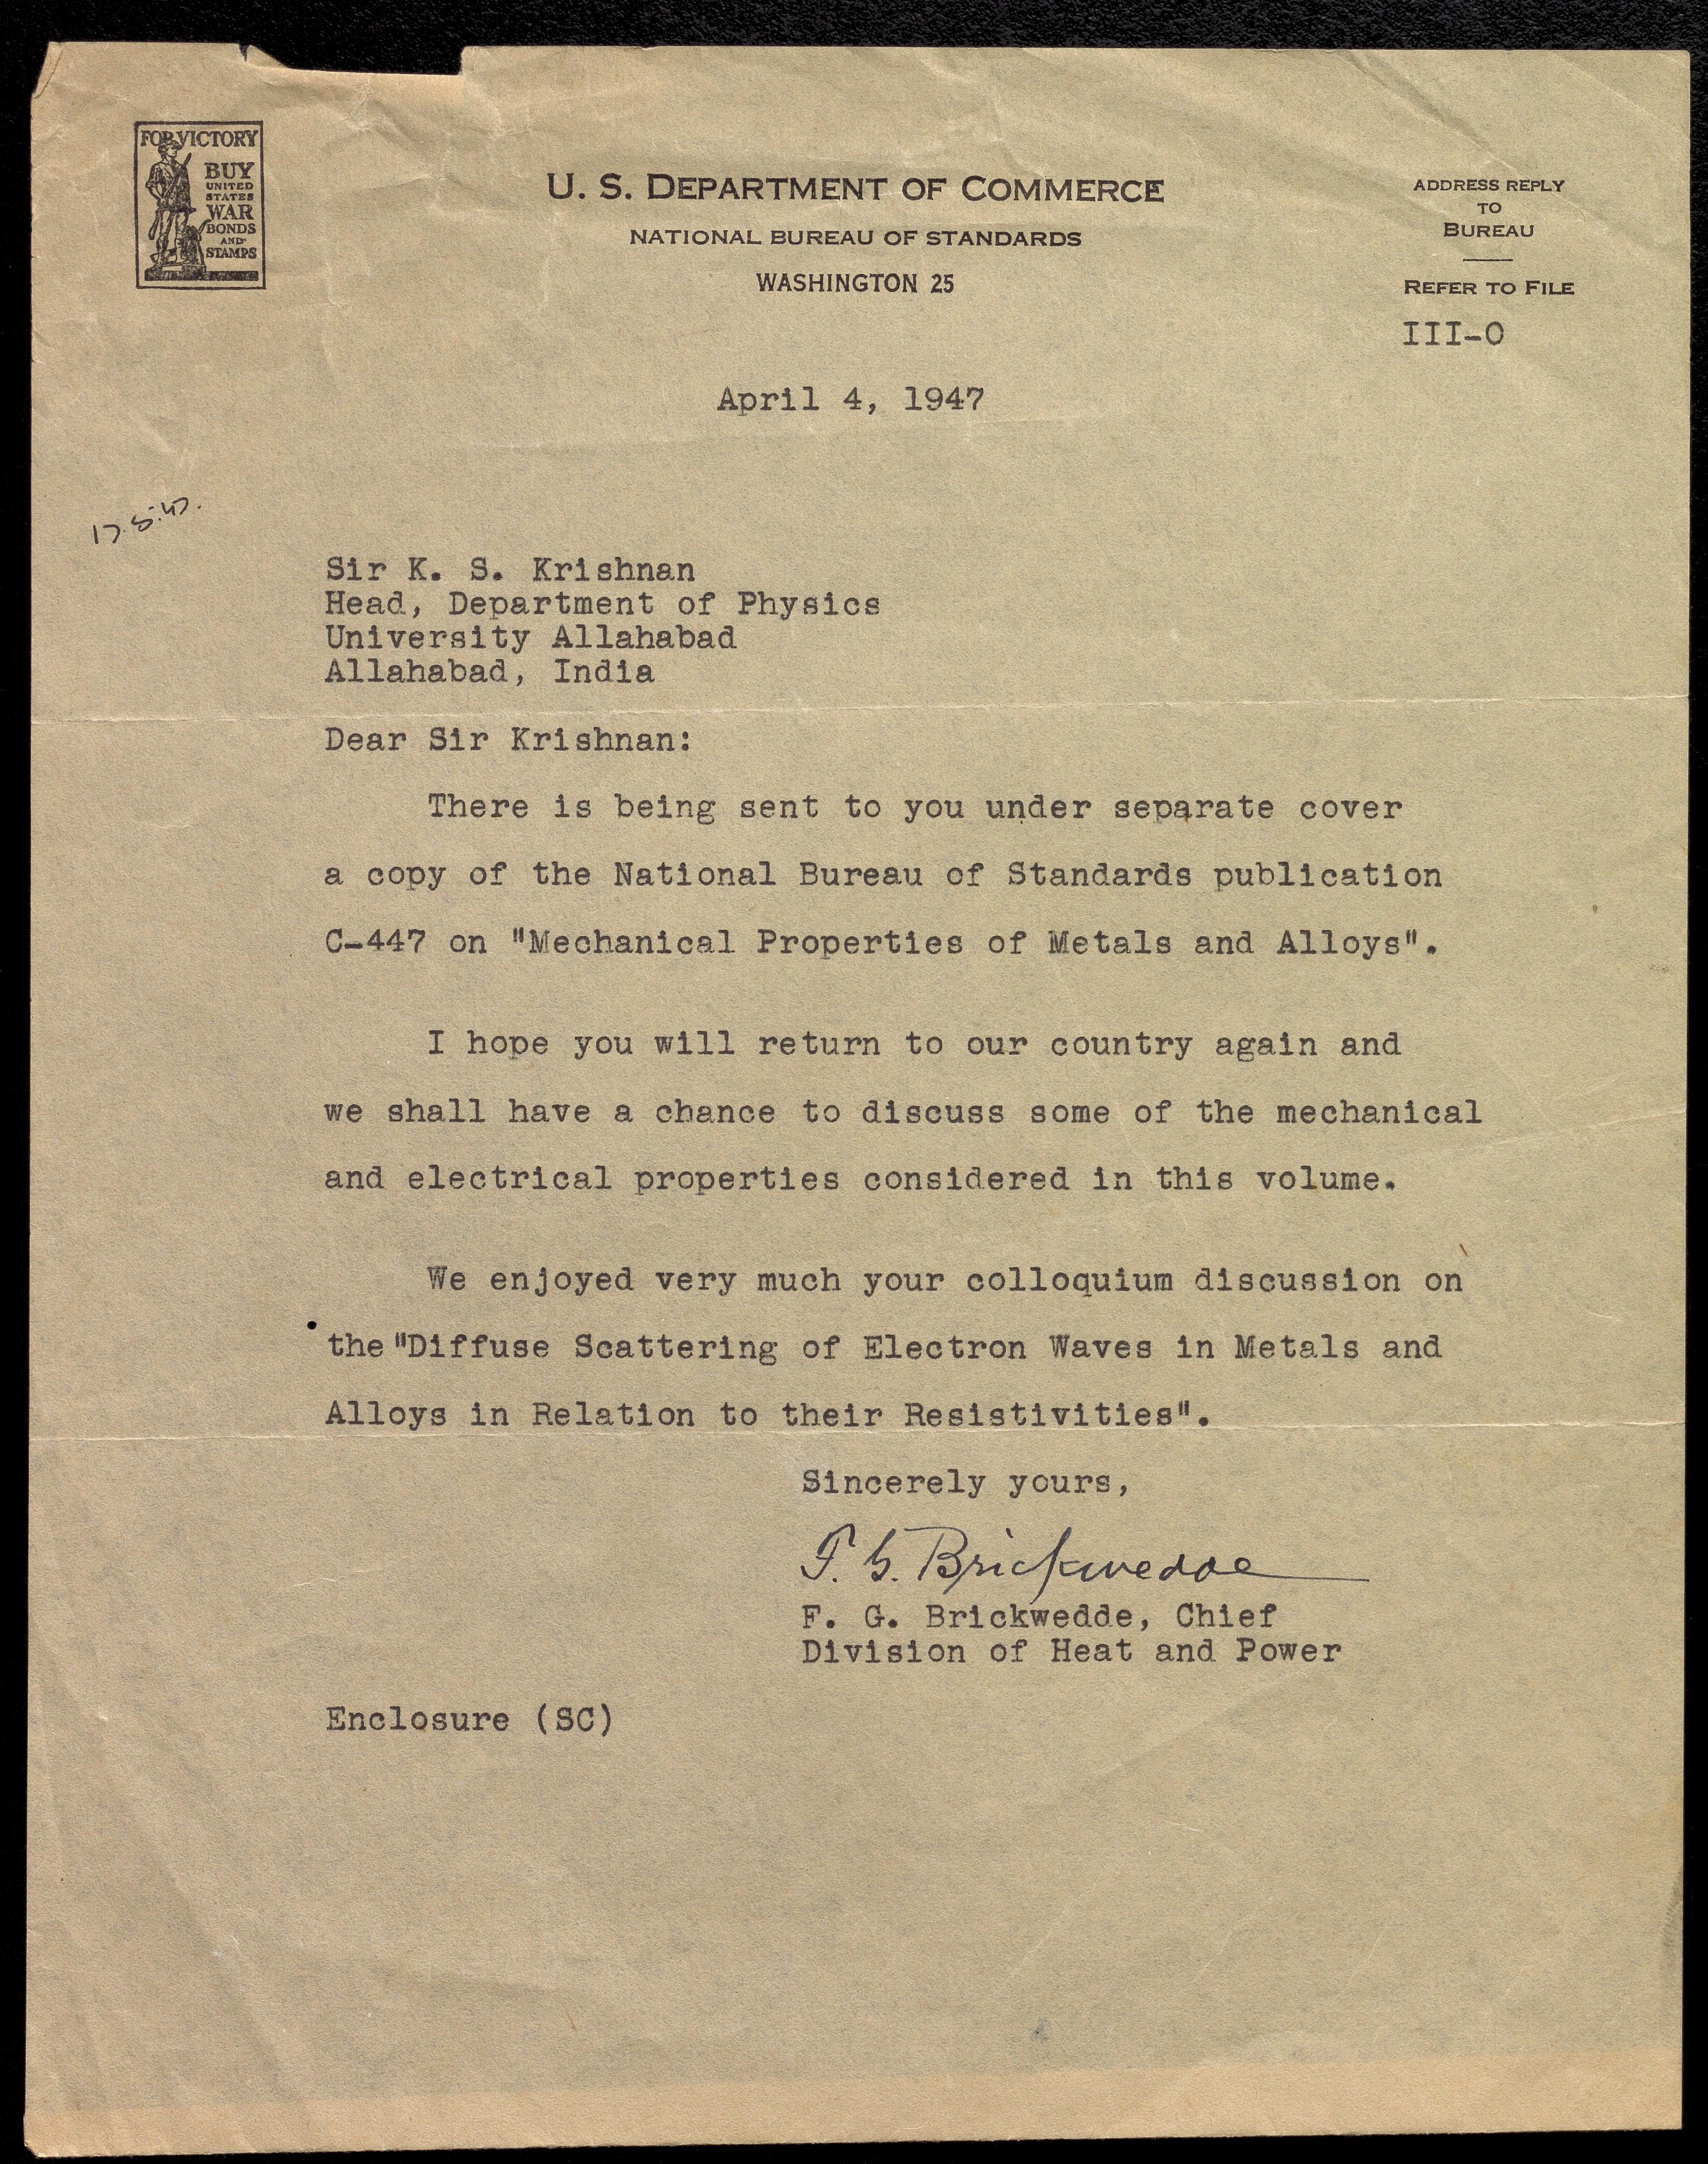 FOR VICTORY
BUY
UNITED
STATES
WAR
BONDS
AND
STAMPS
U. S. DEPARTMENT OF COMMERCE
NATIONAL BUREAU OF STANDARDS
WASHINGTON 25
ADDRESS REPLY
TO
BUREAU
REFER TO FILE
III-0
April 4, 1947
17.5.47.
Sir K. S. Krishnan
Head, Department of Physics
University Allahabad
Allahabad, India
Dear Sir Krishnan:
There is being sent to you under separate cover
a copy of the National Bureau of Standards publication
C-447 on "Mechanical Properties of Metals and Alloys".
I hope you will return to our country again and
we shall have a chance to discuss some of the mechanical
and electrical properties considered in this volume.
We enjoyed very much your colloquium discussion on
the "Diffuse Scattering of Electron Waves in Metals and
Alloys in Relation to their Resistivities".
Sincerely yours,
F. G. Brickwedde
F. G. Brickwedde, Chief
Division of Heat and Power
Enclosure (SC)